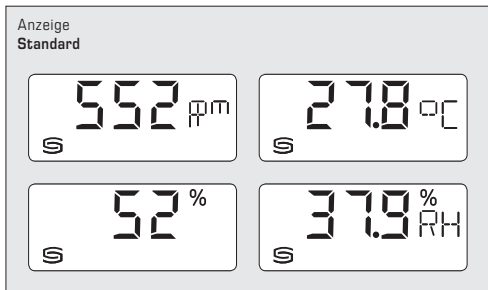 Anzeige
Standard
552 ppm
27.8 °C
52 %
37.9 % RH